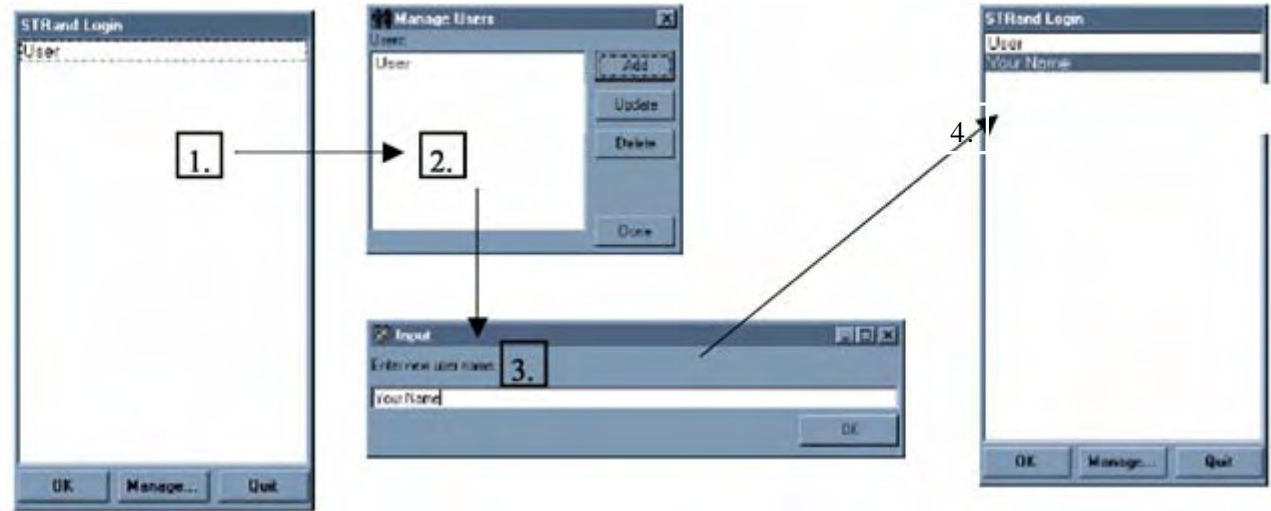 STRand Login
User
1.
OK Manage... Quit
Manage Users
Users:
User
Add
Update
Delete
2.
Done
Input
Enter new user name:
3.
Your Name
OK
4.
STRand Login
User
Your Name
OK Manage... Quit